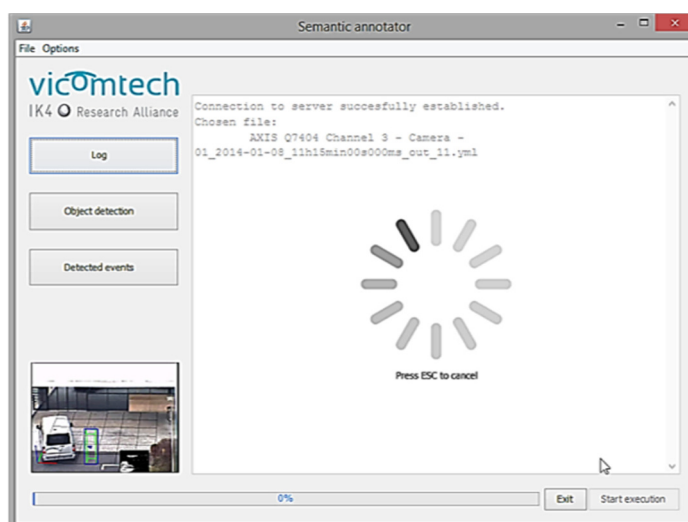 Semantic annotator
File Options
vicomtech
IK4 Research Alliance
Log
Object detection
Detected events
Connection to server succesfully established.
Chosen file:
AXIS Q7404 Channel 3 - Camera -
01_2014-01-08_11h15min00s000ms_out_11.yml
Press ESC to cancel
0%
Exit
Start execution